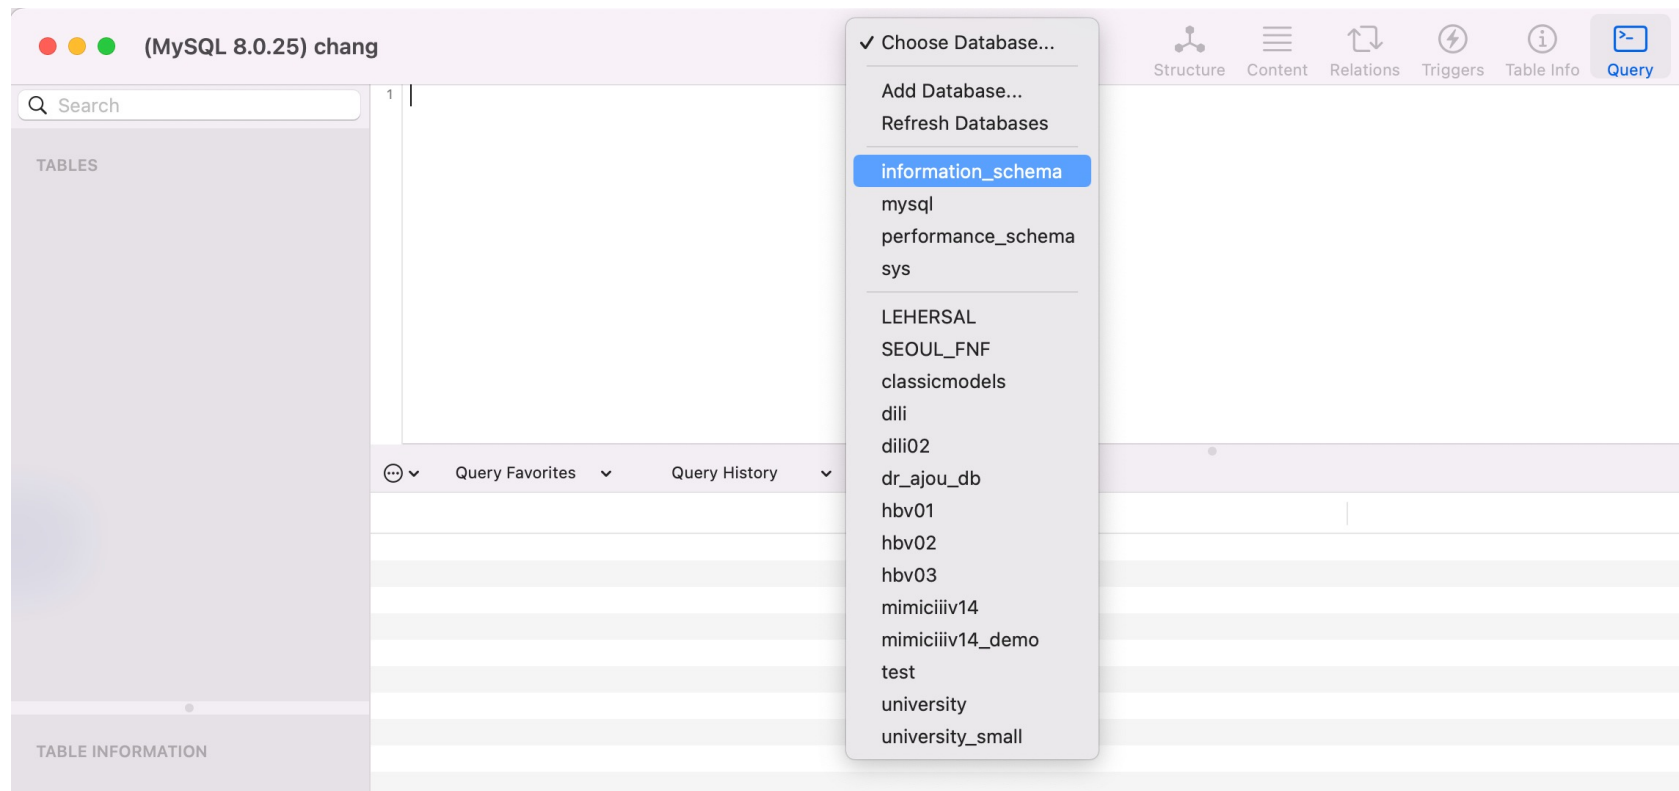 (MySQL 8.0.25) chang
✓ Choose Database...
Add Database...
Refresh Databases
information_schema
mysql
performance_schema
sys
LEHERSAL
SEOUL_FNF
classicmodels
dili
dili02
dr_ajou_db
hbv01
hbv02
hbv03
mimiciiiv14
mimiciiiv14_demo
test
university
university_small
Structure
Content
Relations
Triggers
Table Info
Query
Search
1
TABLES
Query Favorites
Query History
TABLE INFORMATION